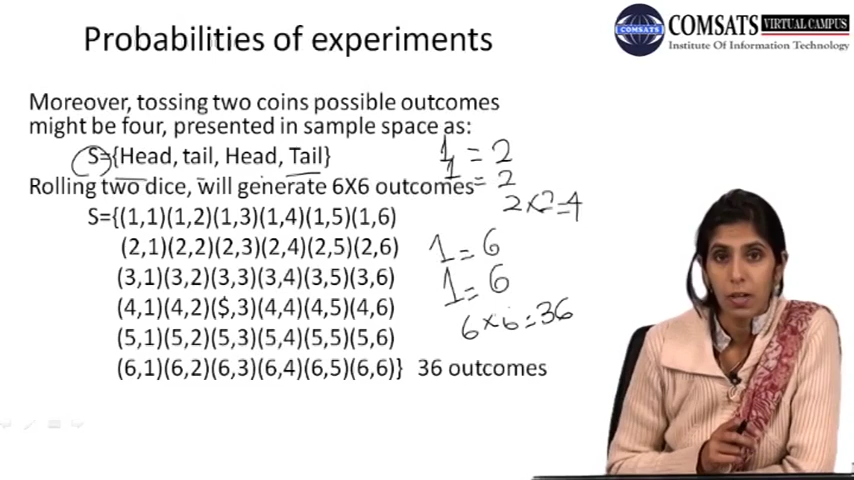 Probabilities of experiments
COMSATS VIRTUAL CAMPUS
Institute Of Information Technology
COMSATS
Moreover, tossing two coins possible outcomes
might be four, presented in sample space as:
S={Head, tail, Head, Tail}
1 = 2
Rolling two dice, will generate 6X6 outcomes
1 = 2
2×2=4
S={(1,1)(1,2)(1,3)(1,4)(1,5)(1,6)
(2,1)(2,2)(2,3)(2,4)(2,5)(2,6)
1 = 6
(3,1)(3,2)(3,3)(3,4)(3,5)(3,6)
1 = 6
(4,1)(4,2)($,3)(4,4)(4,5)(4,6)
6×6=36
(5,1)(5,2)(5,3)(5,4)(5,5)(5,6)
(6,1)(6,2)(6,3)(6,4)(6,5)(6,6)} 36 outcomes